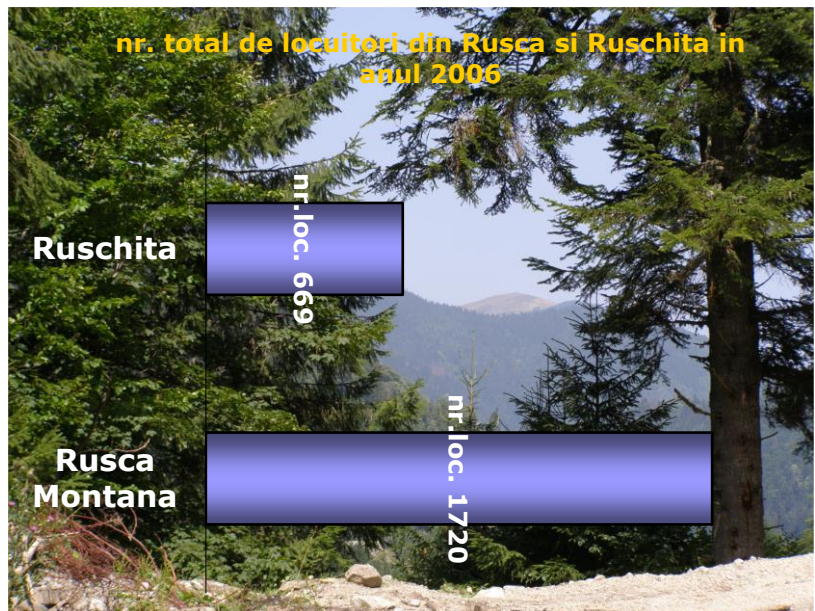 nr. total de locuitori din Rusca si Ruschita in
anul 2006
Ruschita
nr.loc. 669
Rusca
Montana
nr.loc. 1720